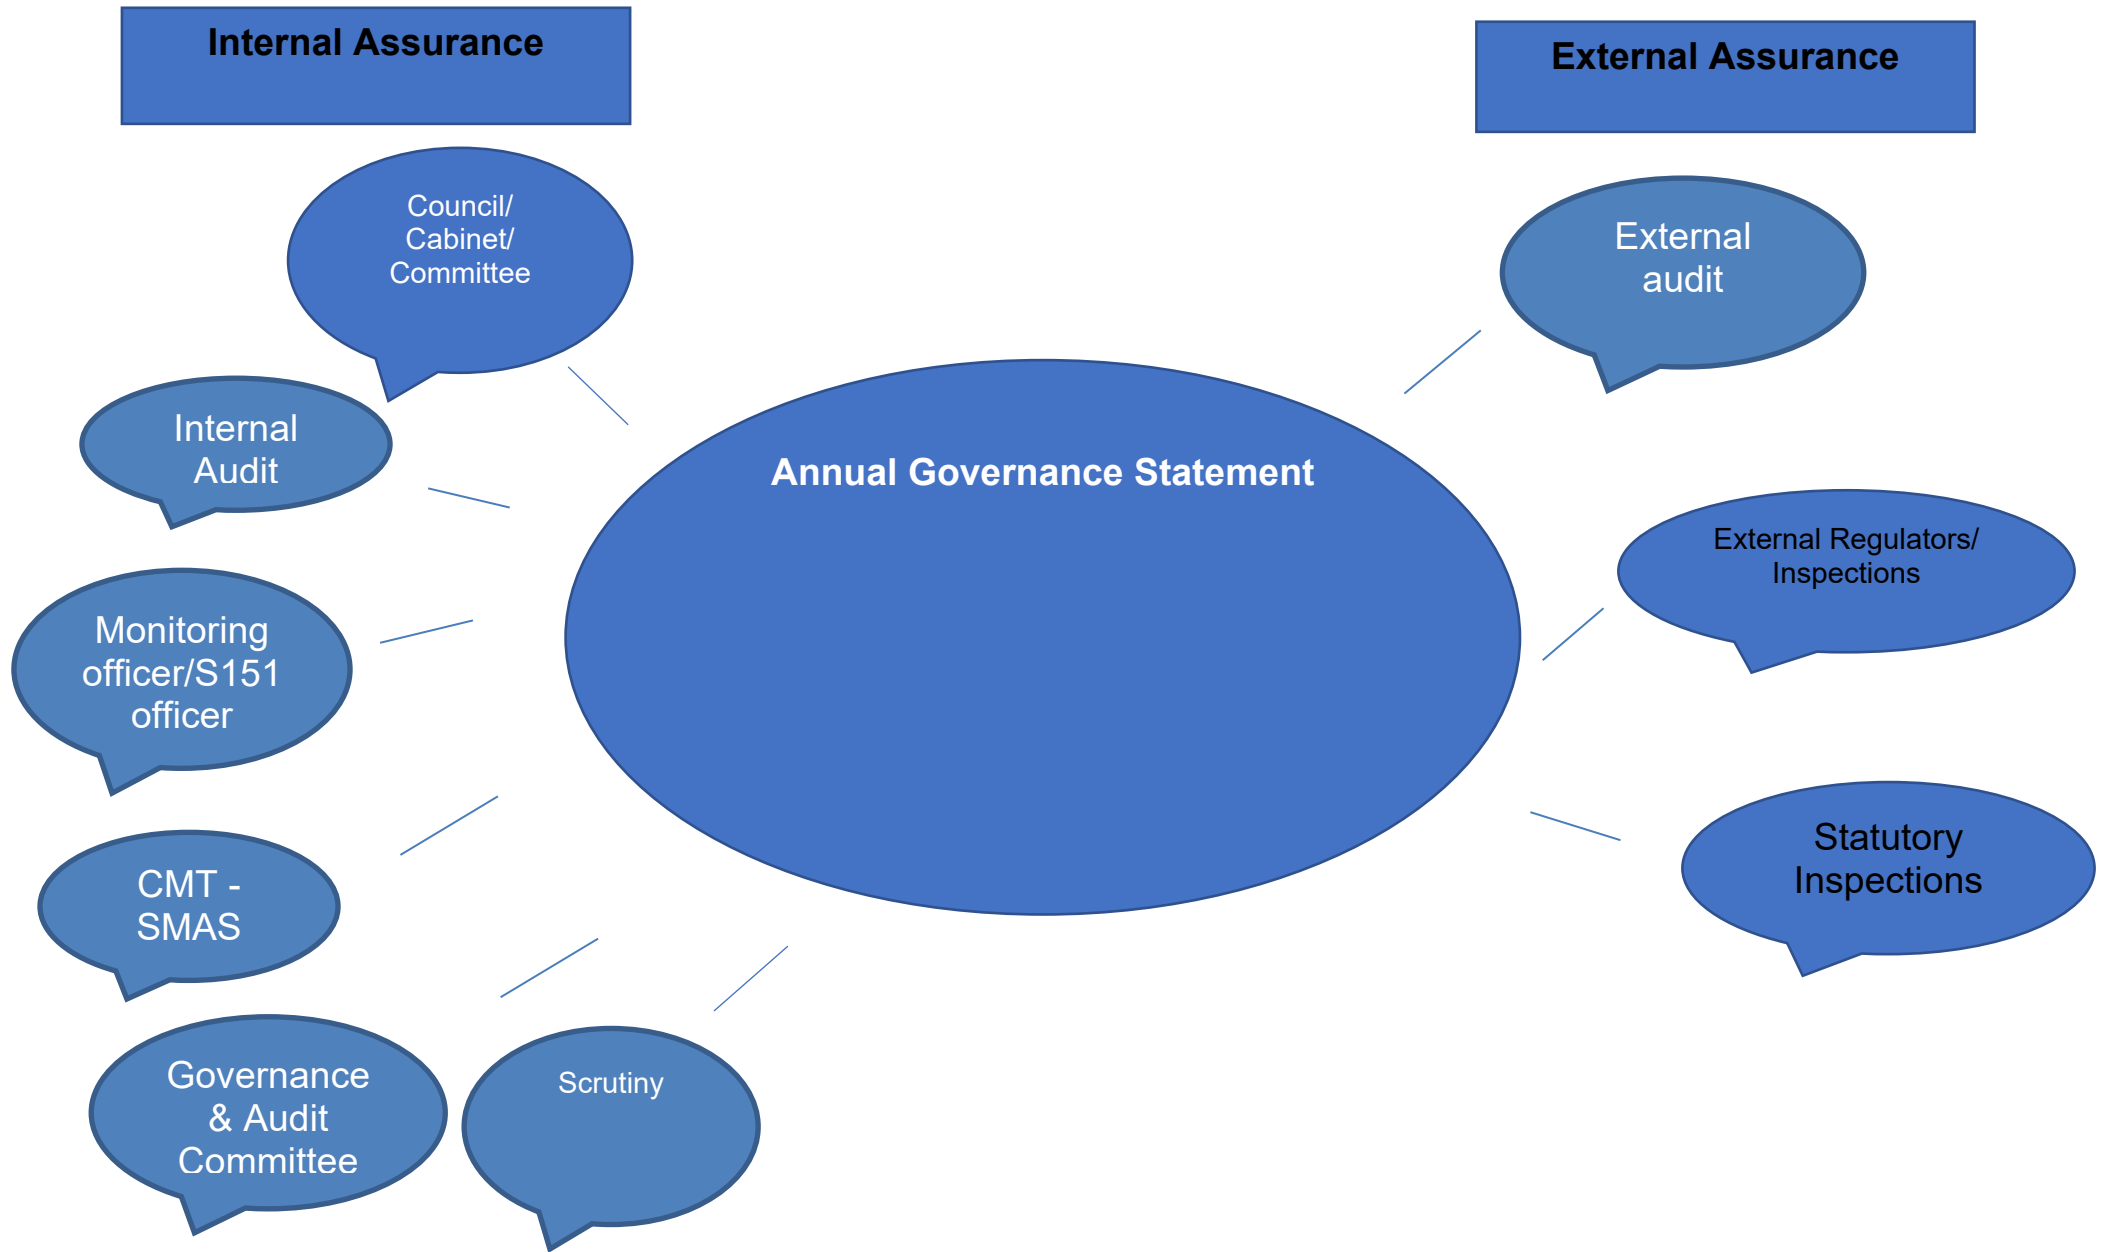 Internal Assurance
External Assurance
Council/
Cabinet/
Committee
External
audit
Internal
Audit
Annual Governance Statement
External Regulators/
Inspections
Monitoring
officer/S151
officer
Statutory
Inspections
CMT -
SMAS
Governance
& Audit
Committee
Scrutiny